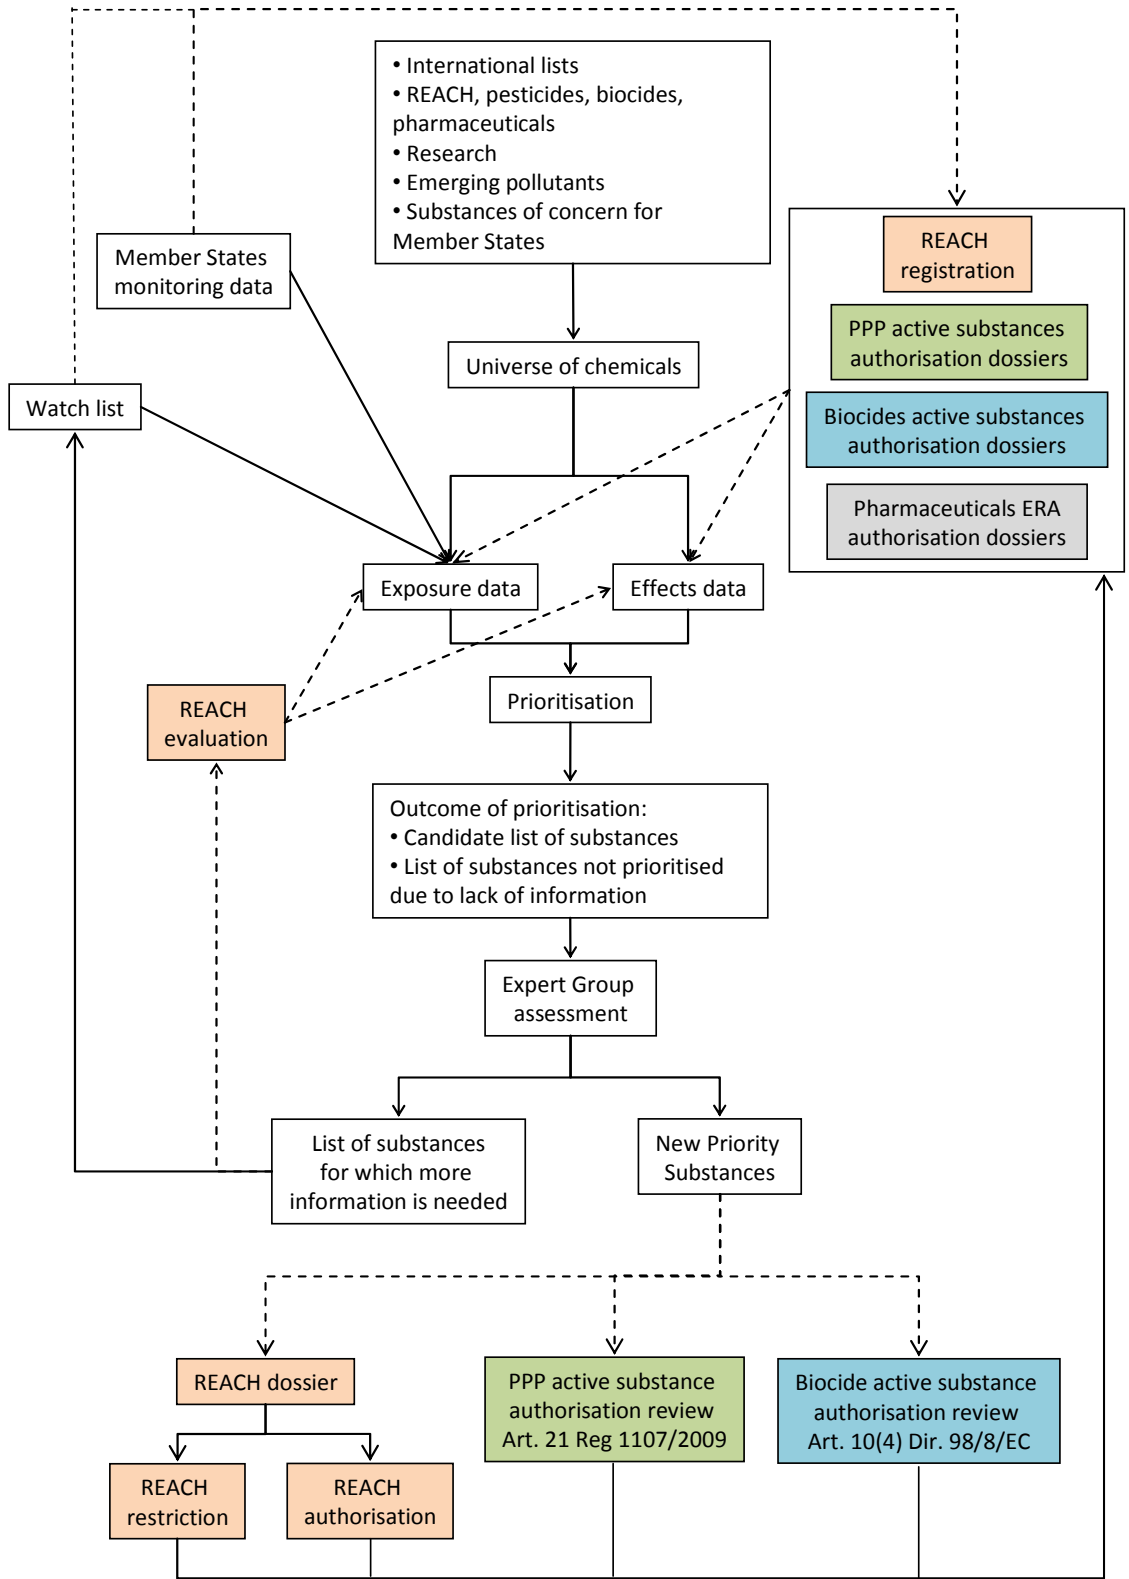 • International lists
• REACH, pesticides, biocides,
pharmaceuticals
• Research
• Emerging pollutants
• Substances of concern for
Member States
REACH
registration
Member States
monitoring data
PPP active substances
authorisation dossiers
Universe of chemicals
Watch list
Biocides active substances
authorisation dossiers
Pharmaceuticals ERA
authorisation dossiers
Exposure data
Effects data
Prioritisation
REACH
evaluation
Outcome of prioritisation:
• Candidate list of substances
• List of substances not prioritised
due to lack of information
Expert Group
assessment
List of substances
for which more
information is needed
New Priority
Substances
REACH dossier
PPP active substance
authorisation review
Art. 21 Reg 1107/2009
Biocide active substance
authorisation review
Art. 10(4) Dir. 98/8/EC
REACH
restriction
REACH
authorisation